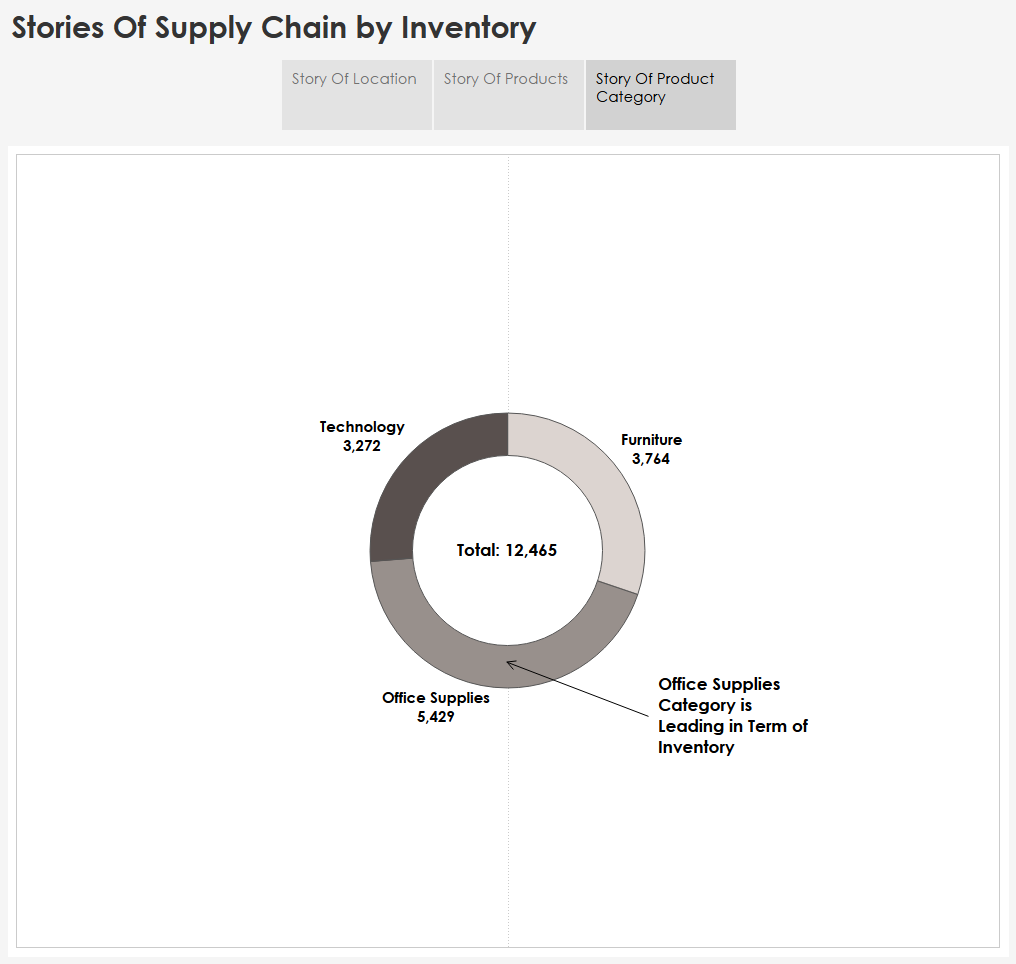 Stories Of Supply Chain by Inventory
Story Of Location
Story Of Products
Story Of Product
Category
Technology
3,272
Furniture
3,764
Total: 12,465
Office Supplies
5,429
Office Supplies
Category is
Leading in Term of
Inventory